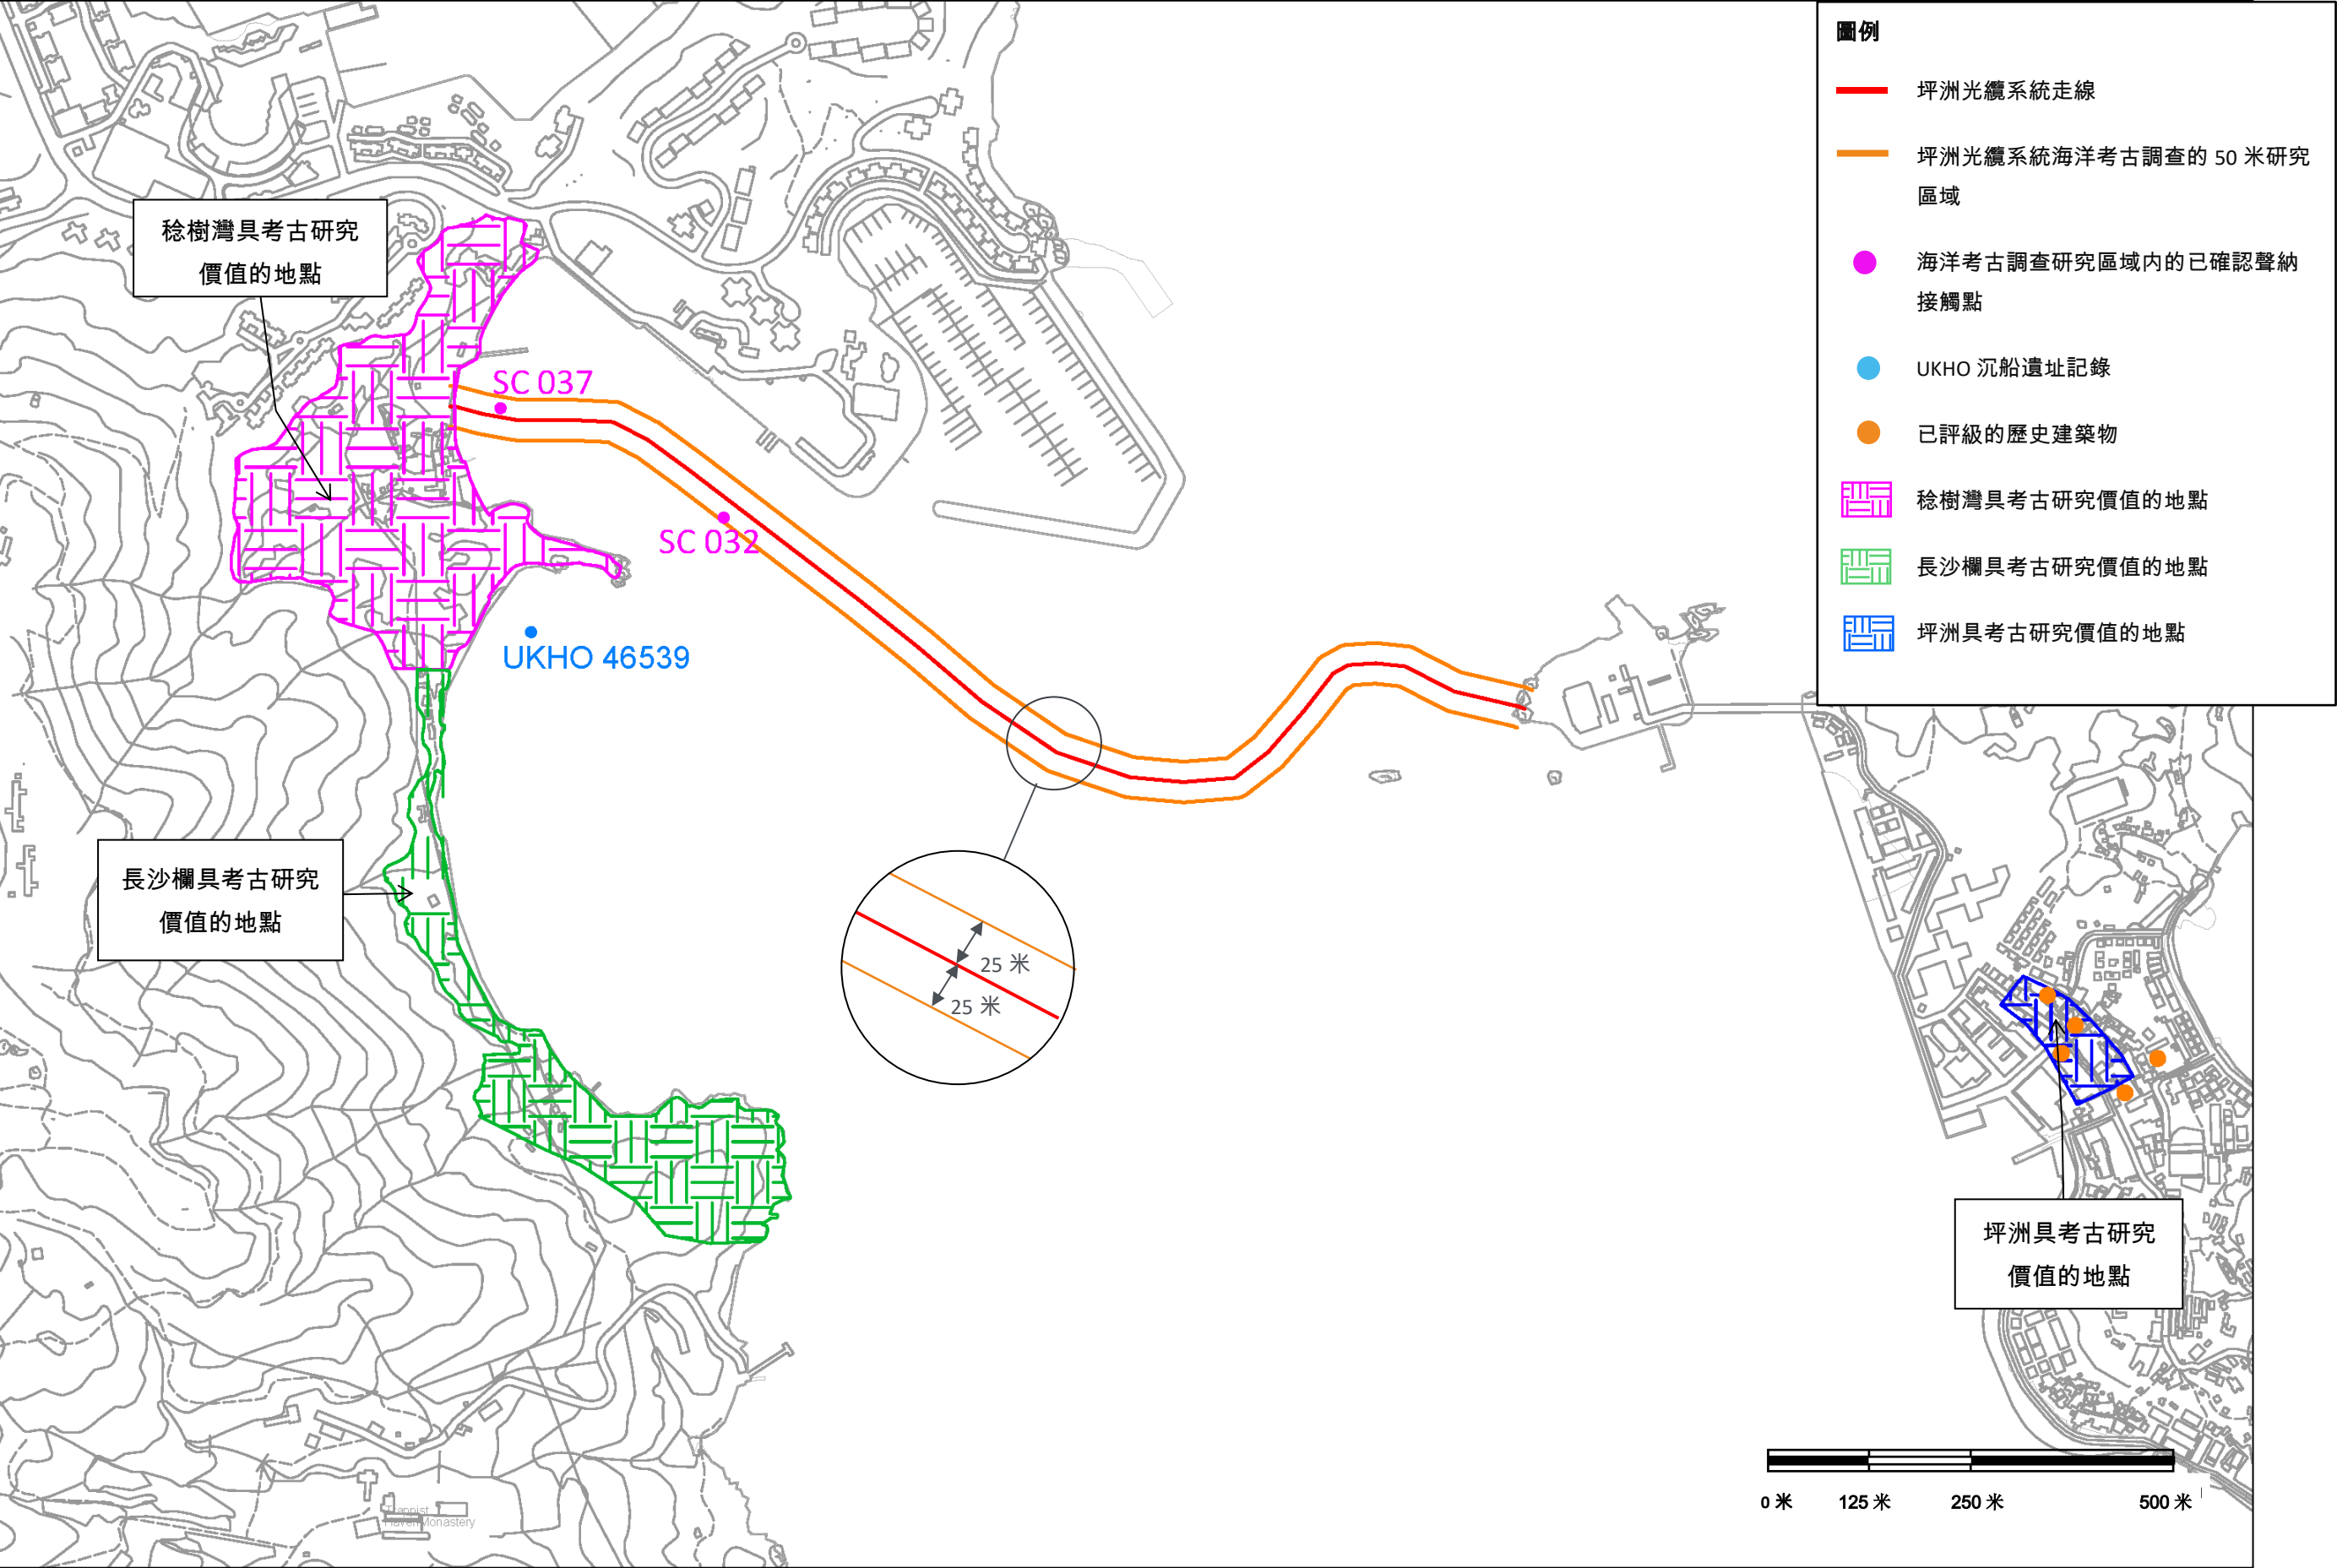 圖例
坪洲光纜系統走線
坪洲光纜系統海洋考古調查的 50 米研究
區域
海洋考古調查研究區域内的已確認聲納
接觸點
UKHO 沉船遺址記錄
已評級的歷史建築物
稔樹灣具考古研究價值的地點
長沙欄具考古研究價值的地點
坪洲具考古研究價值的地點
稔樹灣具考古研究
價值的地點
SC 037
SC 032
UKHO 46539
長沙欄具考古研究
價值的地點
25 米
25 米
坪洲具考古研究
價值的地點
0 米 125 米 250 米 500 米
Trappist
Haven Monastery